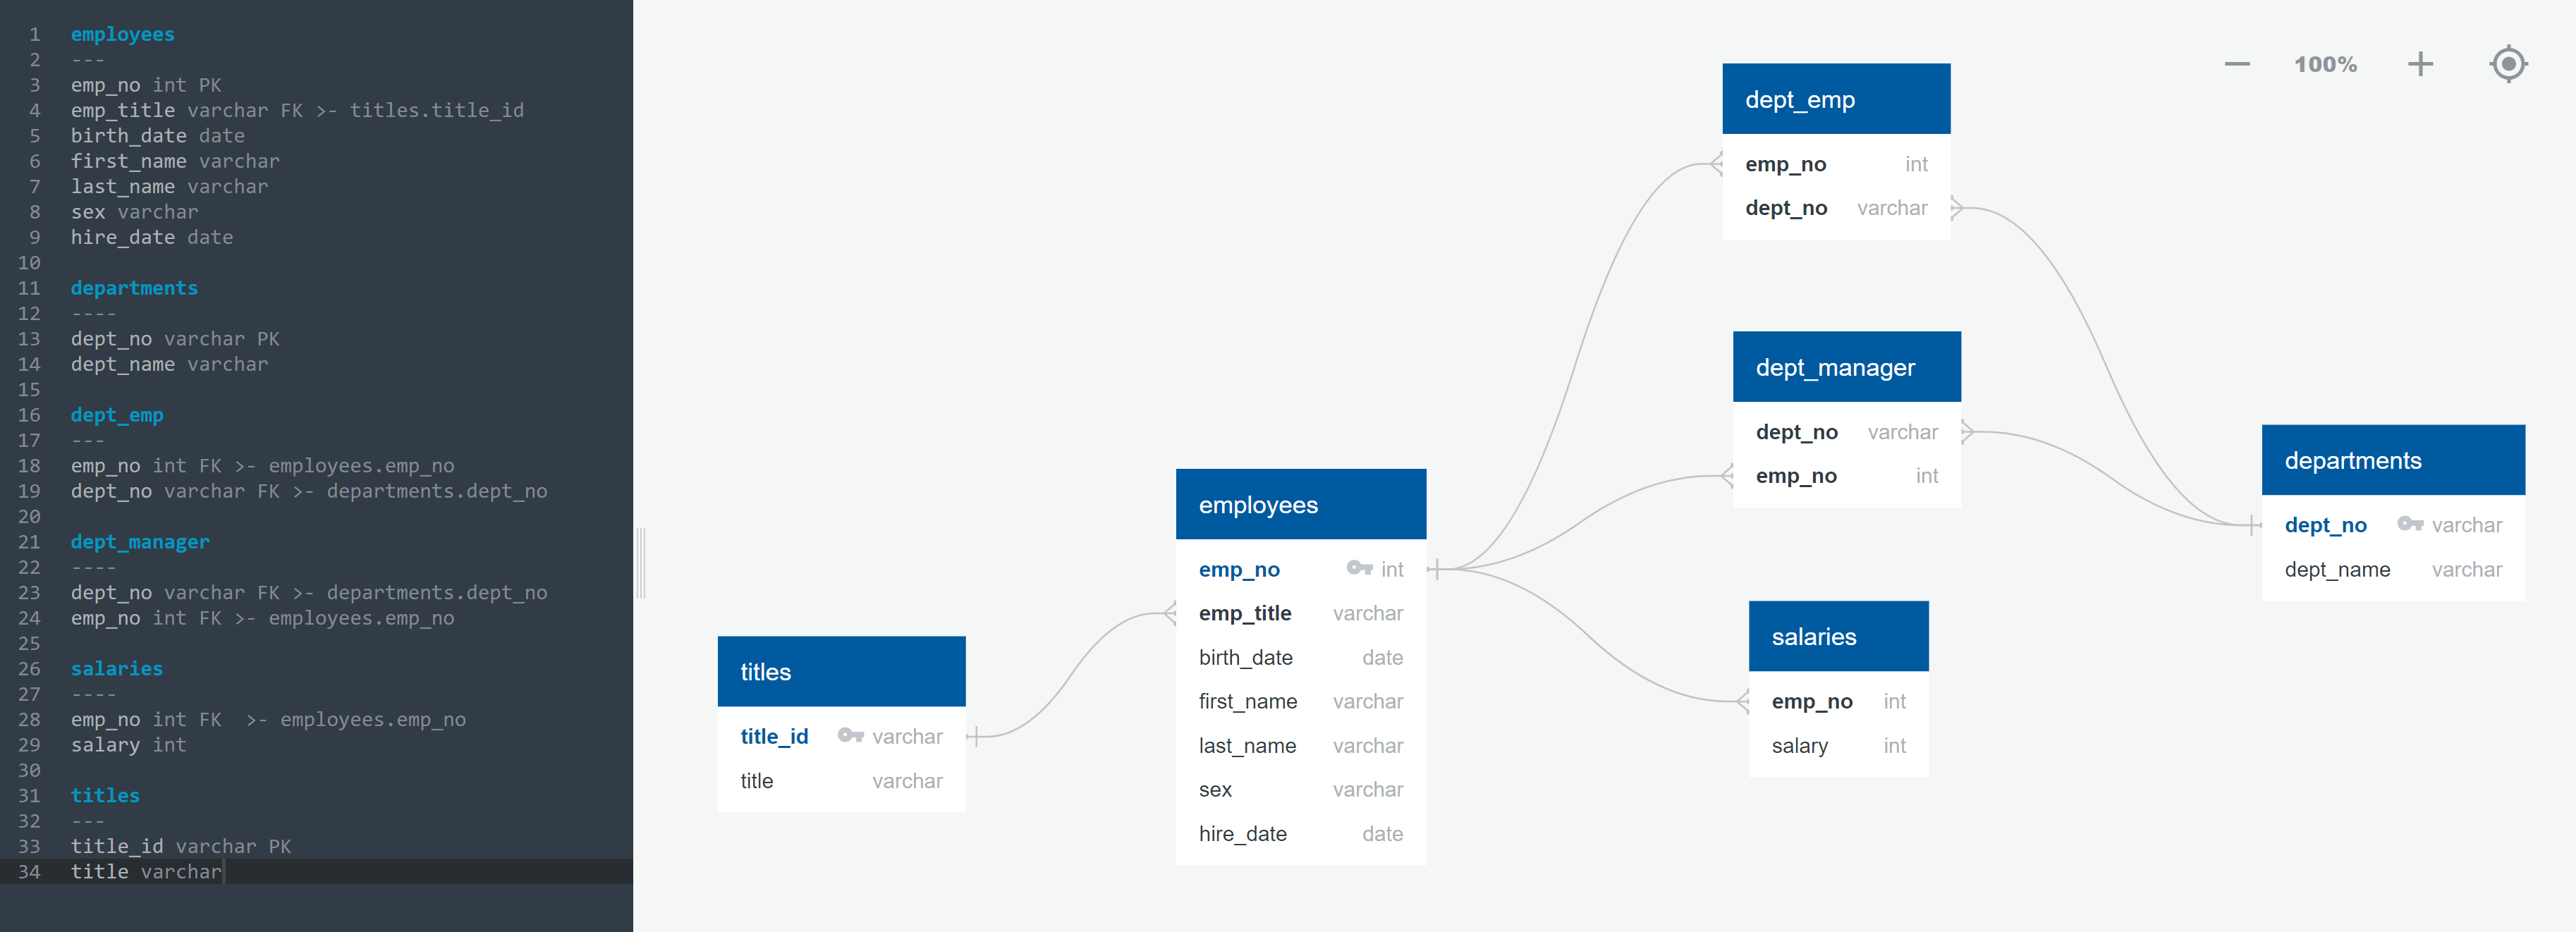 1 employees
2 ---
3 emp_no int PK
4 emp_title varchar FK >- titles.title_id
5 birth_date date
6 first_name varchar
7 last_name varchar
8 sex varchar
9 hire_date date
10
11 departments
12 ----
13 dept_no varchar PK
14 dept_name varchar
15
16 dept_emp
17 ---
18 emp_no int FK >- employees.emp_no
19 dept_no varchar FK >- departments.dept_no
20
21 dept_manager
22 ----
23 dept_no varchar FK >- departments.dept_no
24 emp_no int FK >- employees.emp_no
25
26 salaries
27 ----
28 emp_no int FK  >- employees.emp_no
29 salary int
30
31 titles
32 ---
33 title_id varchar PK
34 title varchar
100%
titles
title_id varchar
title varchar
employees
emp_no int
emp_title varchar
birth_date date
first_name varchar
last_name varchar
sex varchar
hire_date date
dept_emp
emp_no int
dept_no varchar
dept_manager
dept_no varchar
emp_no int
salaries
emp_no int
salary int
departments
dept_no varchar
dept_name varchar